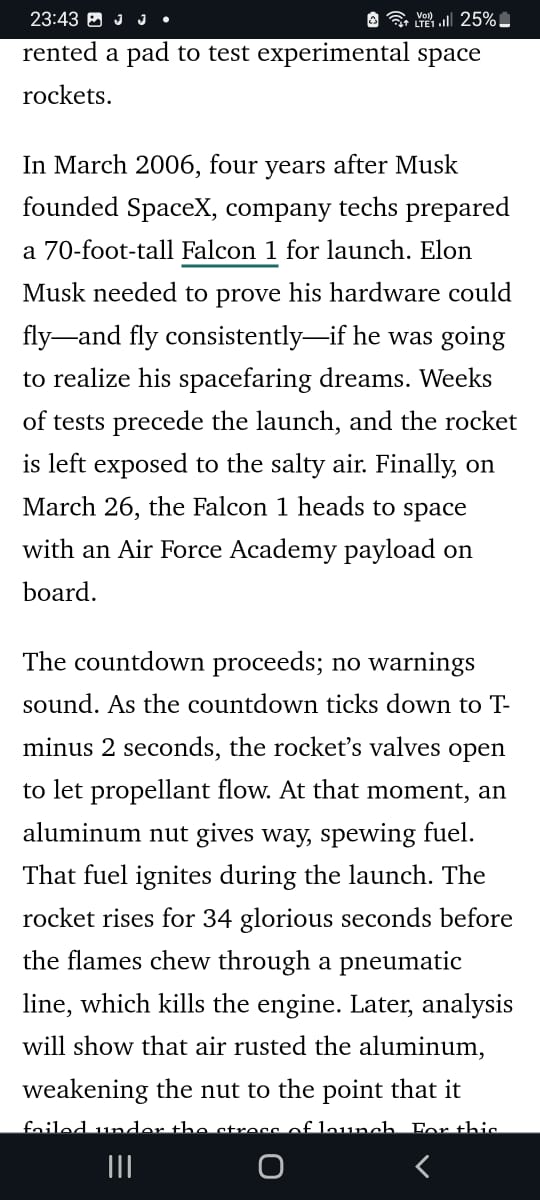 23:43
Vo)) LTE1 25%
rented a pad to test experimental space
rockets.
In March 2006, four years after Musk
founded SpaceX, company techs prepared
a 70-foot-tall Falcon 1 for launch. Elon
Musk needed to prove his hardware could
fly—and fly consistently—if he was going
to realize his spacefaring dreams. Weeks
of tests precede the launch, and the rocket
is left exposed to the salty air. Finally, on
March 26, the Falcon 1 heads to space
with an Air Force Academy payload on
board.
The countdown proceeds; no warnings
sound. As the countdown ticks down to T-
minus 2 seconds, the rocket’s valves open
to let propellant flow. At that moment, an
aluminum nut gives way, spewing fuel.
That fuel ignites during the launch. The
rocket rises for 34 glorious seconds before
the flames chew through a pneumatic
line, which kills the engine. Later, analysis
will show that air rusted the aluminum,
weakening the nut to the point that it
failed under the stress of launch. For this